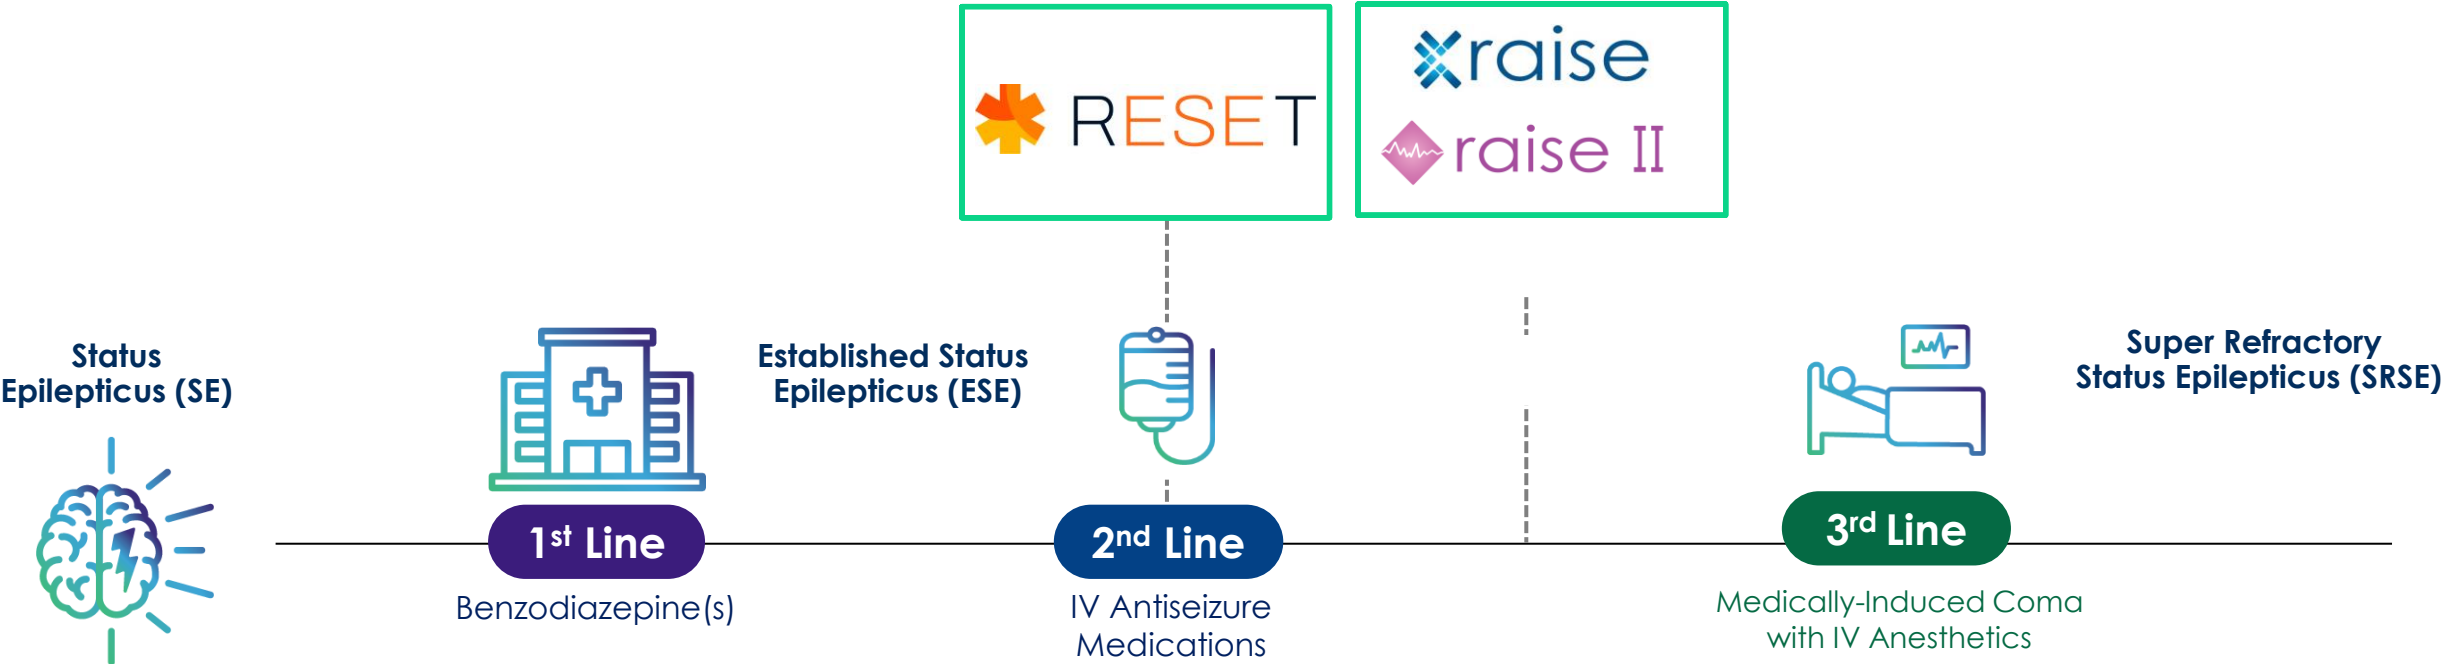 RESET
raise
raise II
Status
Epilepticus (SE)
Established Status
Epilepticus (ESE)
Super Refractory
Status Epilepticus (SRSE)
1st Line
2nd Line
3rd Line
Benzodiazepine(s)
IV Antiseizure
Medications
Medically-Induced Coma
with IV Anesthetics